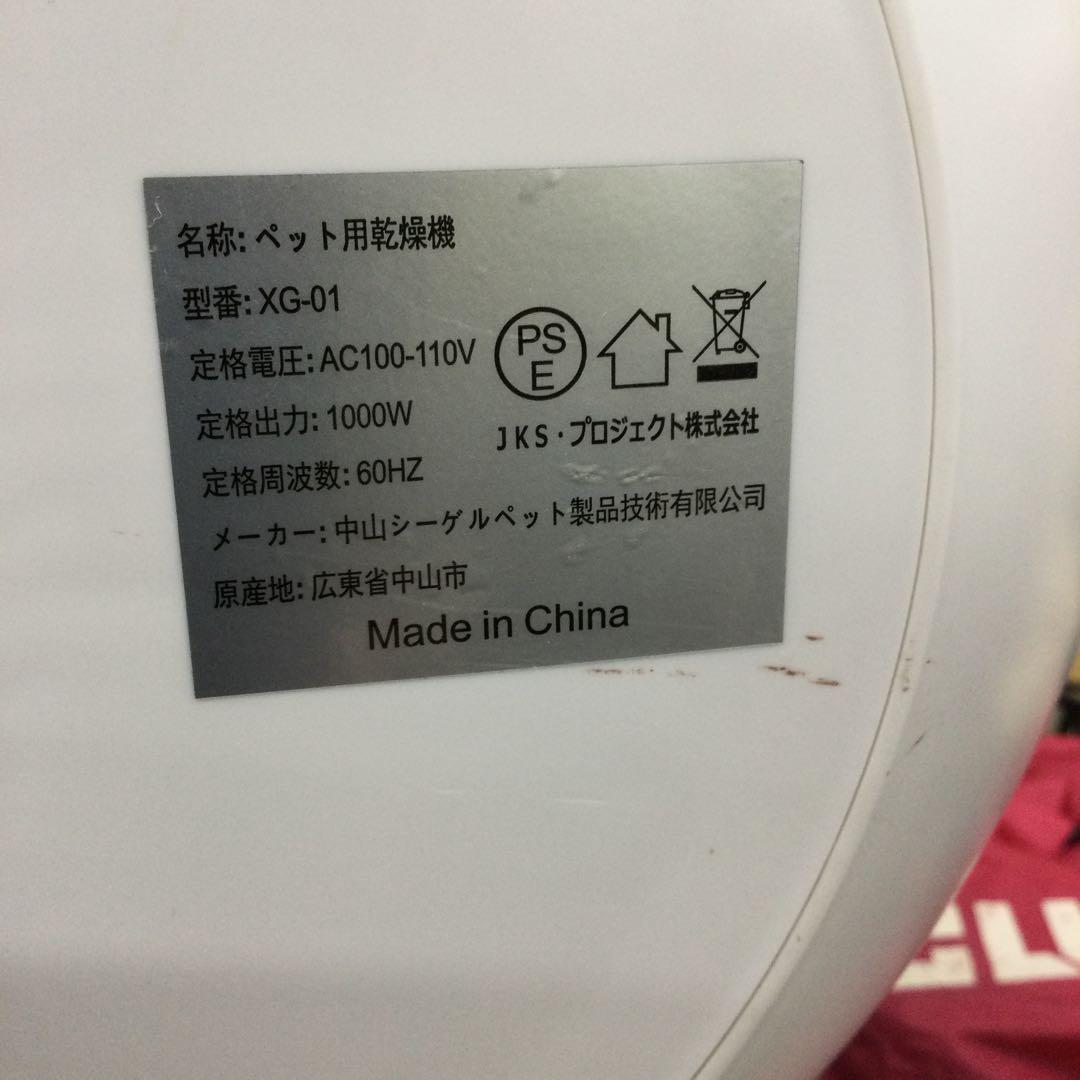 名称: ペット用乾燥機
型番: XG-01
定格電圧: AC100-110V
定格出力: 1000W
定格周波数: 60HZ
メーカー: 中山シーゲルペット製品技術有限公司
原産地: 広東省中山市
Made in China
PS
E
JKS・プロジェクト株式会社